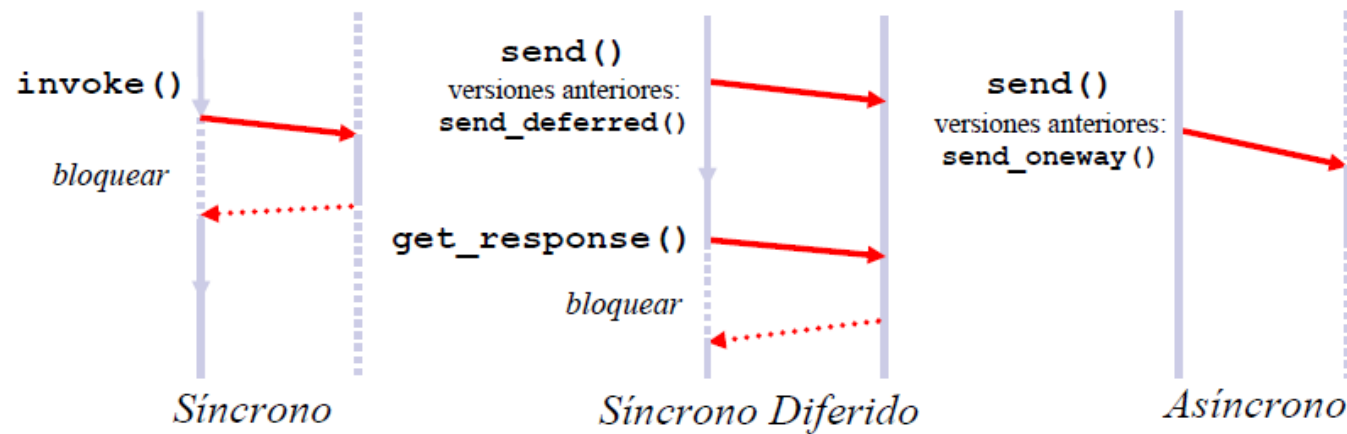 invoke()
bloquear
Síncrono
send()
versiones anteriores:
send_deferred()
get_response()
bloquear
Síncrono Diferido
send()
versiones anteriores:
send_oneway()
Asíncrono